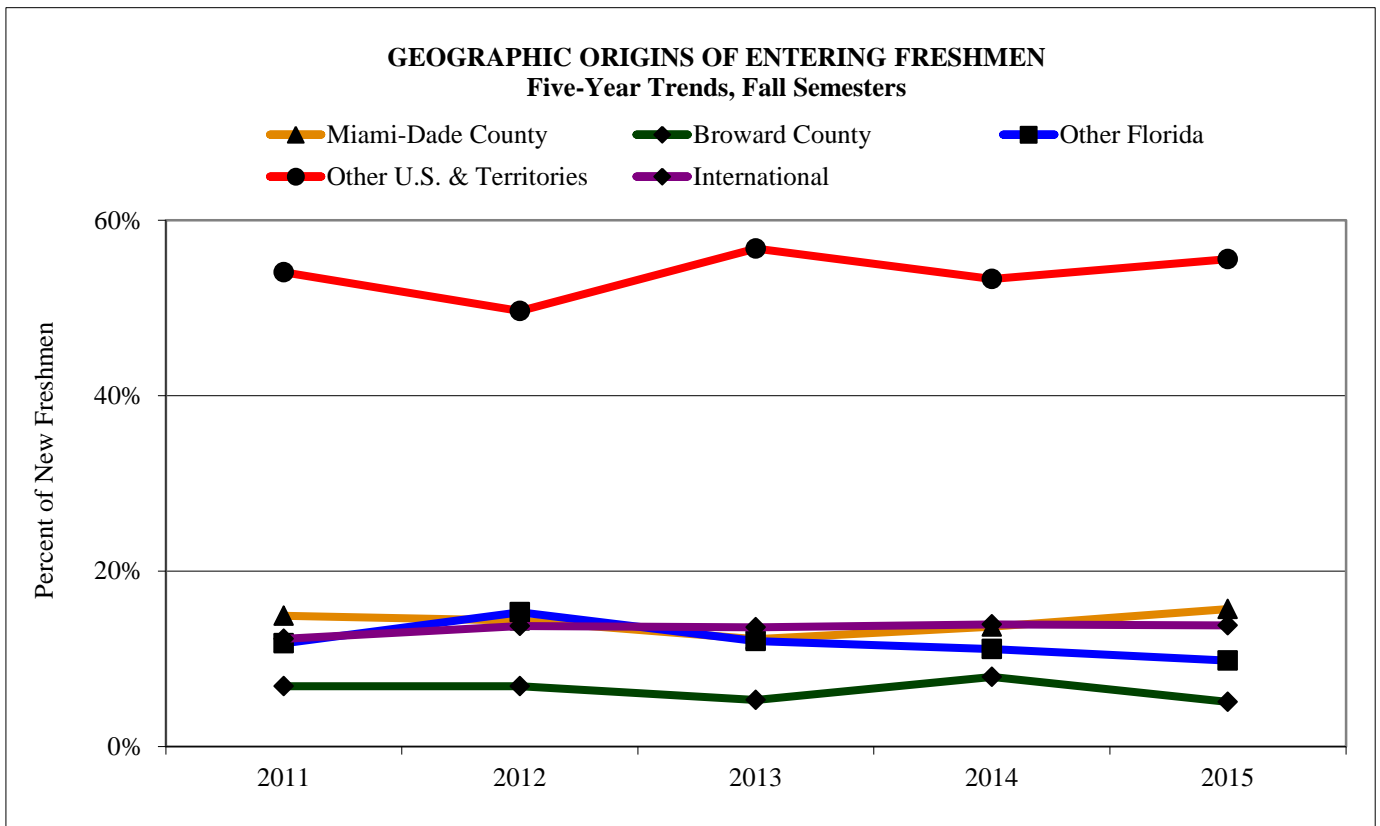 GEOGRAPHIC ORIGINS OF ENTERING FRESHMEN
Five-Year Trends, Fall Semesters
Miami-Dade County Broward County Other Florida
Other U.S. & Territories International
Percent of New Freshmen
60%
40%
20%
0%
2011 2012 2013 2014 2015